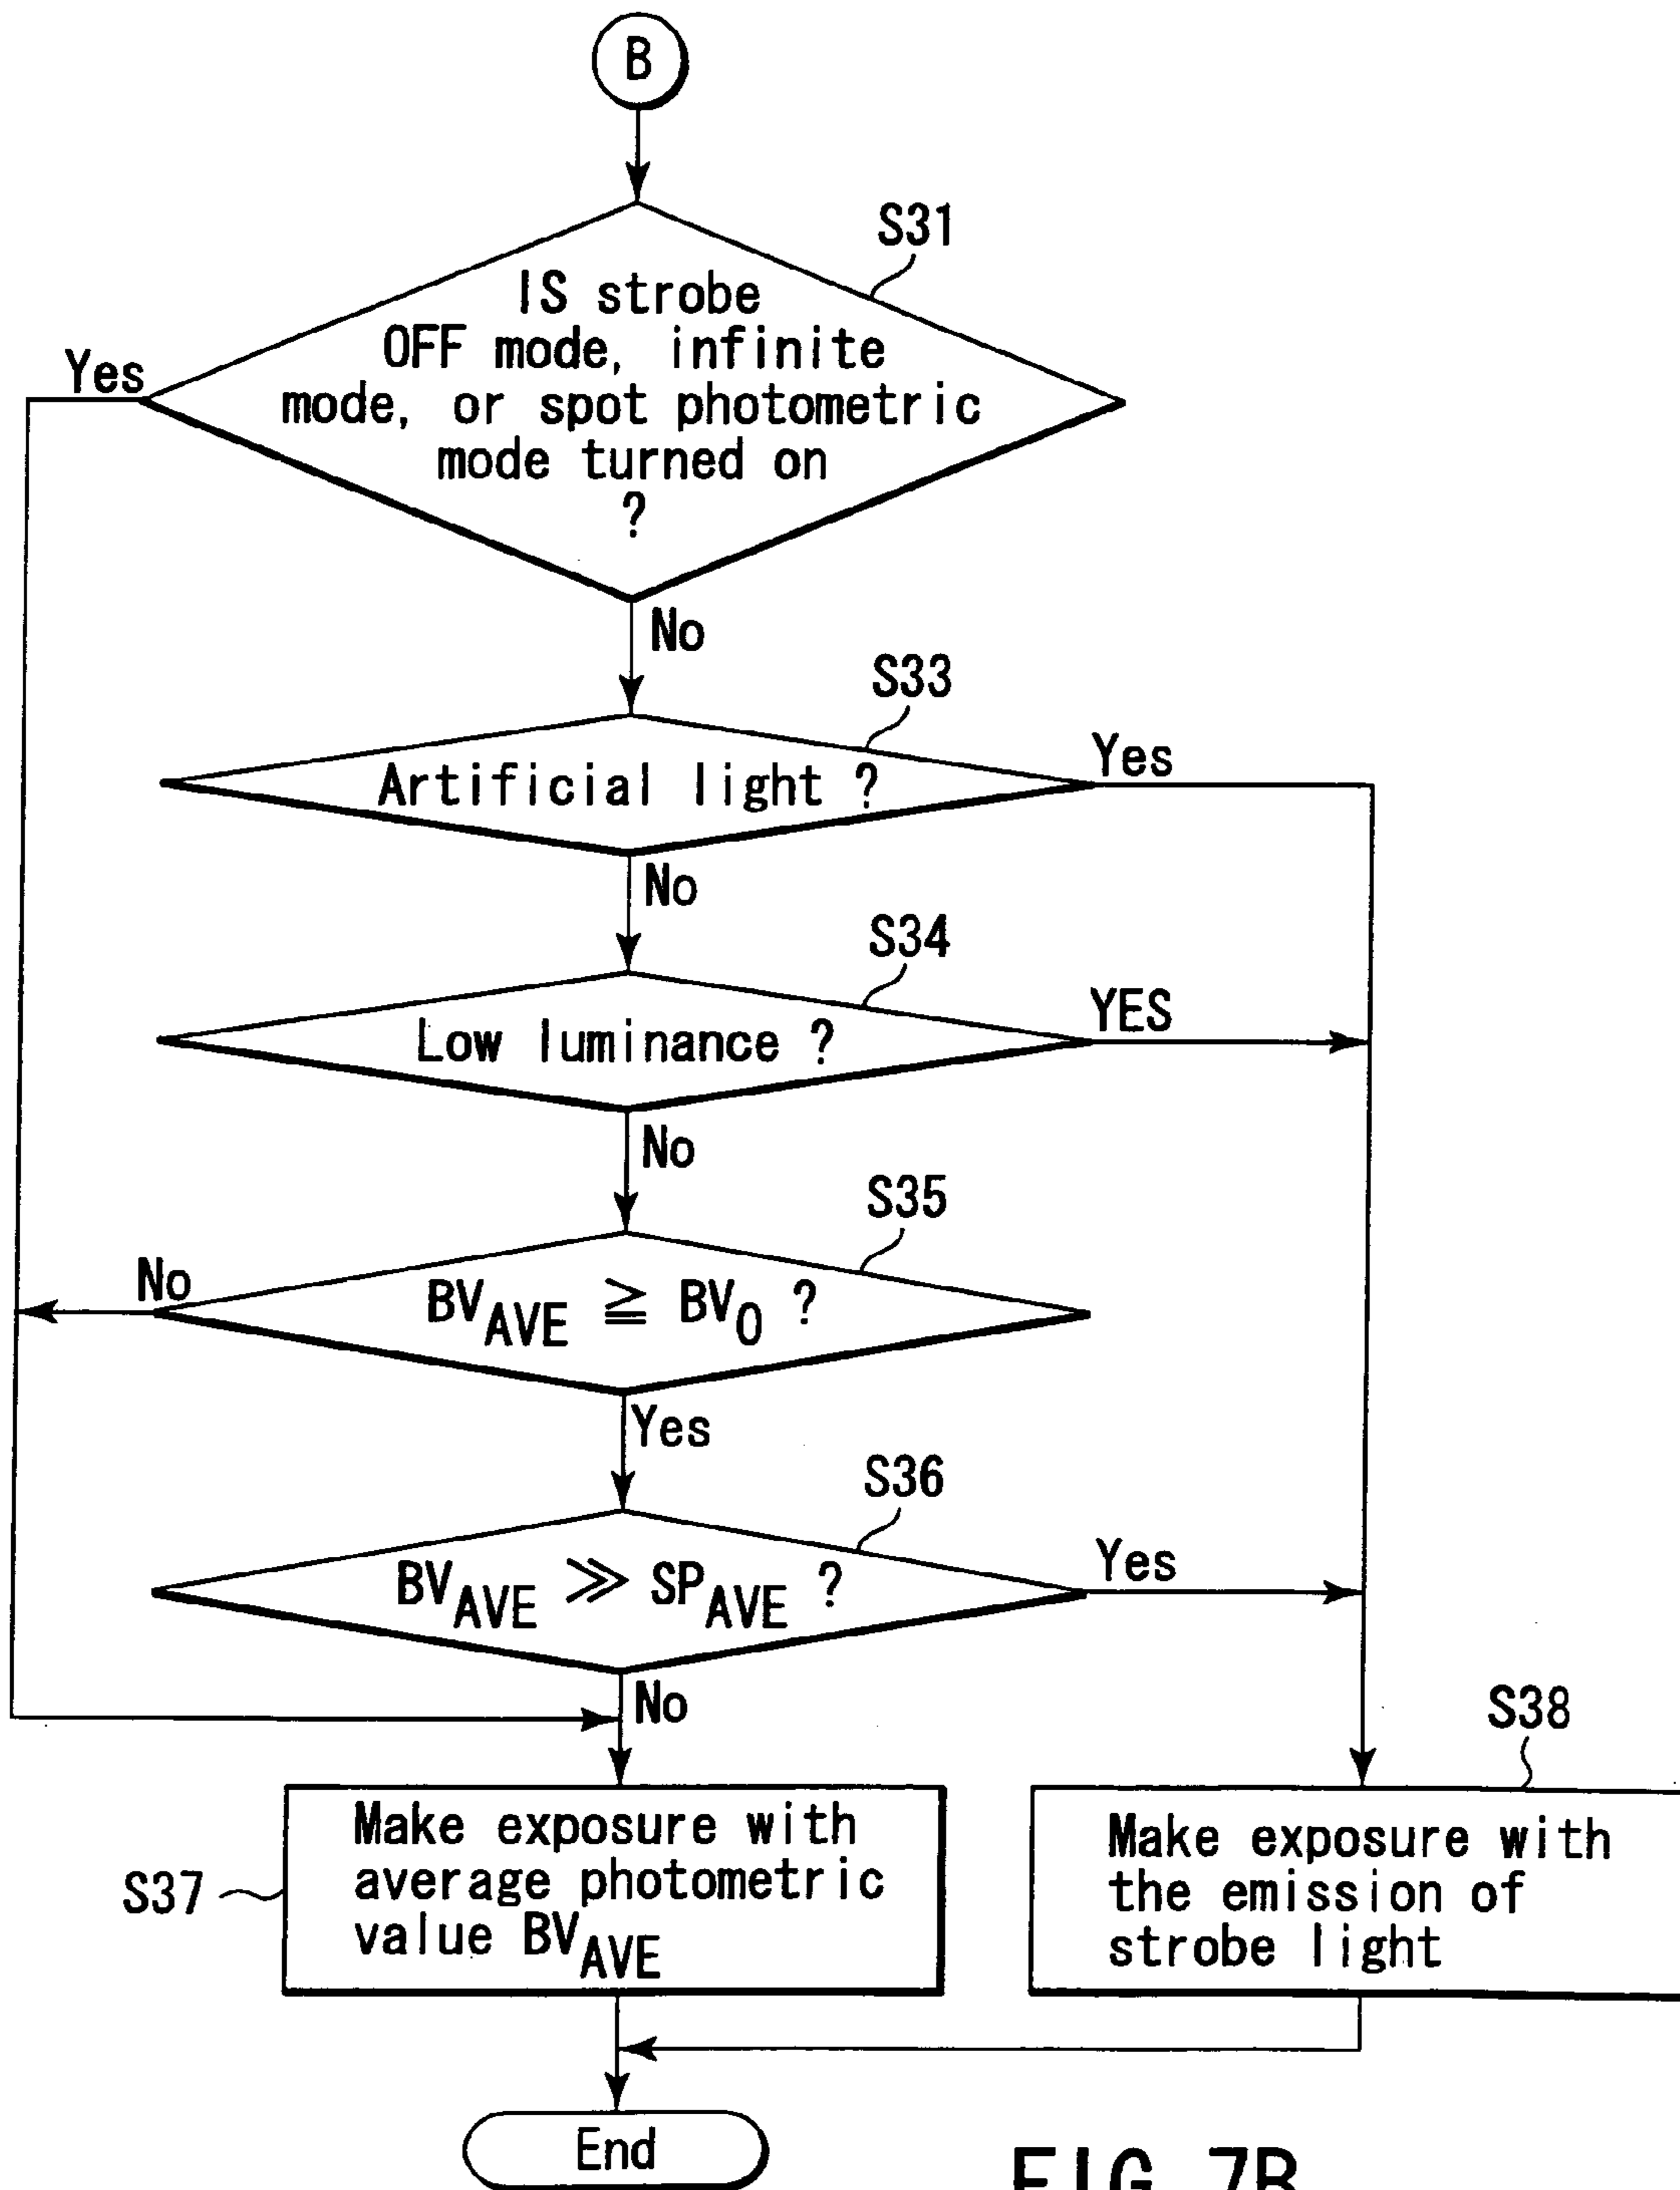 B
S31
IS strobe
OFF mode, infinite
mode, or spot photometric
mode turned on
?
Yes
No
S33
Artificial light ?
Yes
No
S34
Low luminance ?
YES
No
S35
BVAVE ≧ BV0 ?
No
Yes
S36
BVAVE ≫ SPAVE ?
Yes
No
S37
Make exposure with
average photometric
value BVAVE
S38
Make exposure with
the emission of
strobe light
End
FIG. 7B